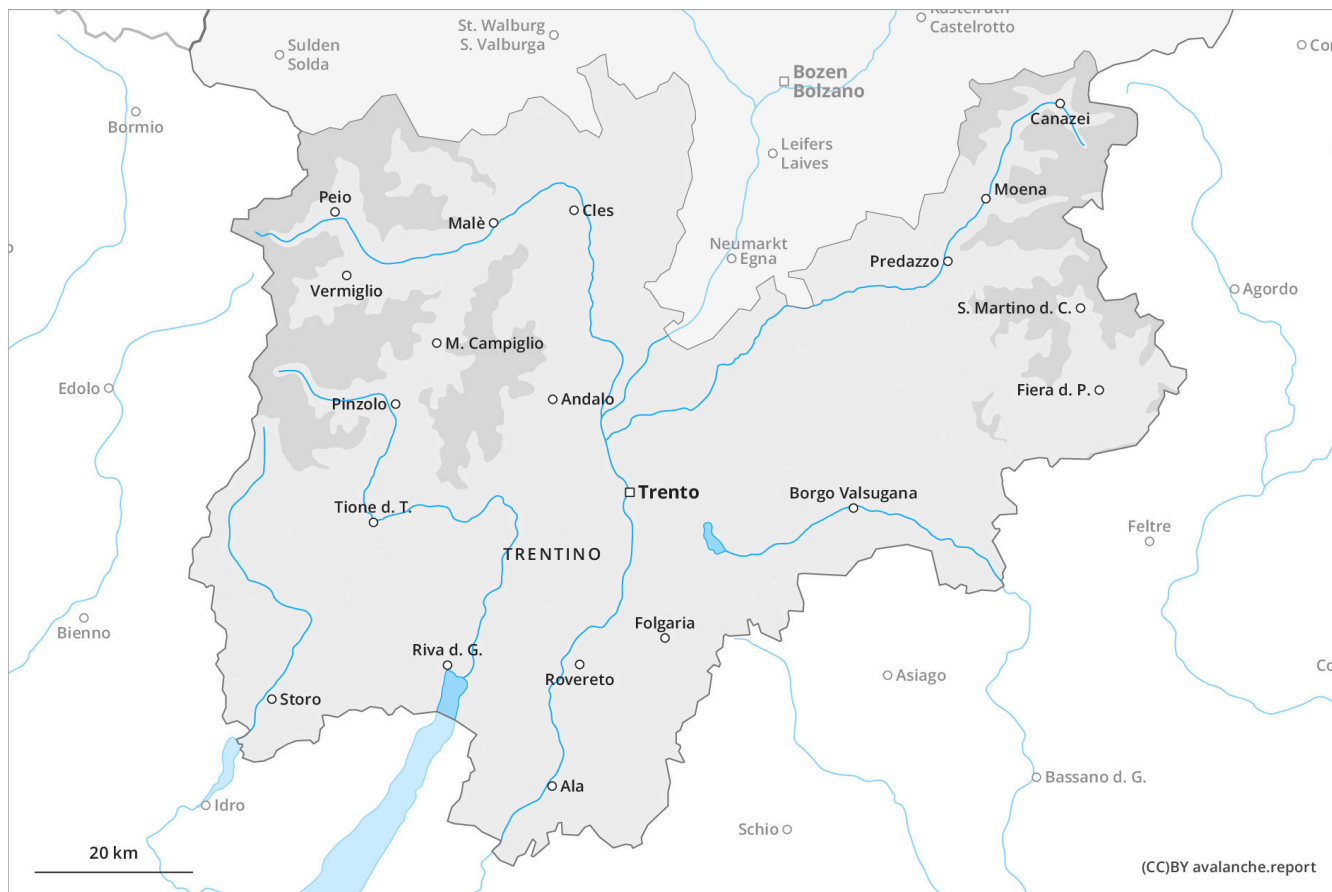 St. Walburg
S. Valburga
Sulden
Solda
Castelrotto
Bozen
Bolzano
Bormio
Canazei
Leifers
Laives
Peio
Moena
Malè
Cles
Neumarkt
Egna
Predazzo
Vermiglio
Agordo
S. Martino d. C.
M. Campiglio
Edolo
Pinzolo
Andalo
Fiera d. P.
Trento
Borgo Valsugana
Tione d. T.
Feltre
TRENTINO
Bienno
Folgaria
Riva d. G.
Rovereto
Asiago
Storo
Ala
Bassano d. G.
Idro
Schio
20 km
(CC)BY avalanche.report